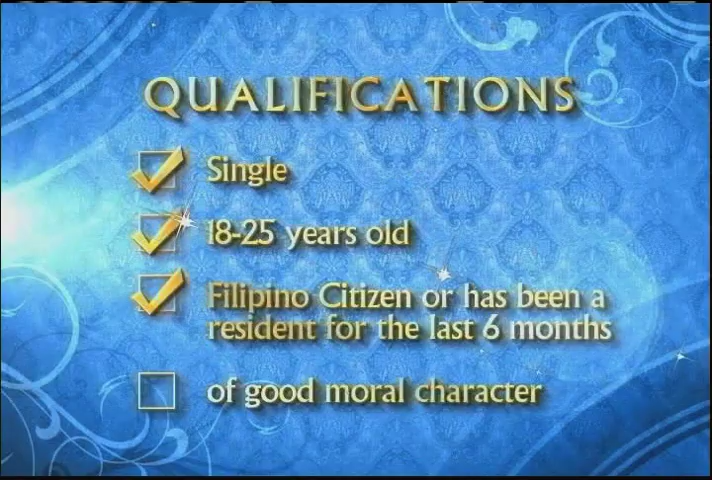 QUALIFICATIONS
Single
18-25 years old
Filipino Citizen or has been a
resident for the last 6 months
of good moral character